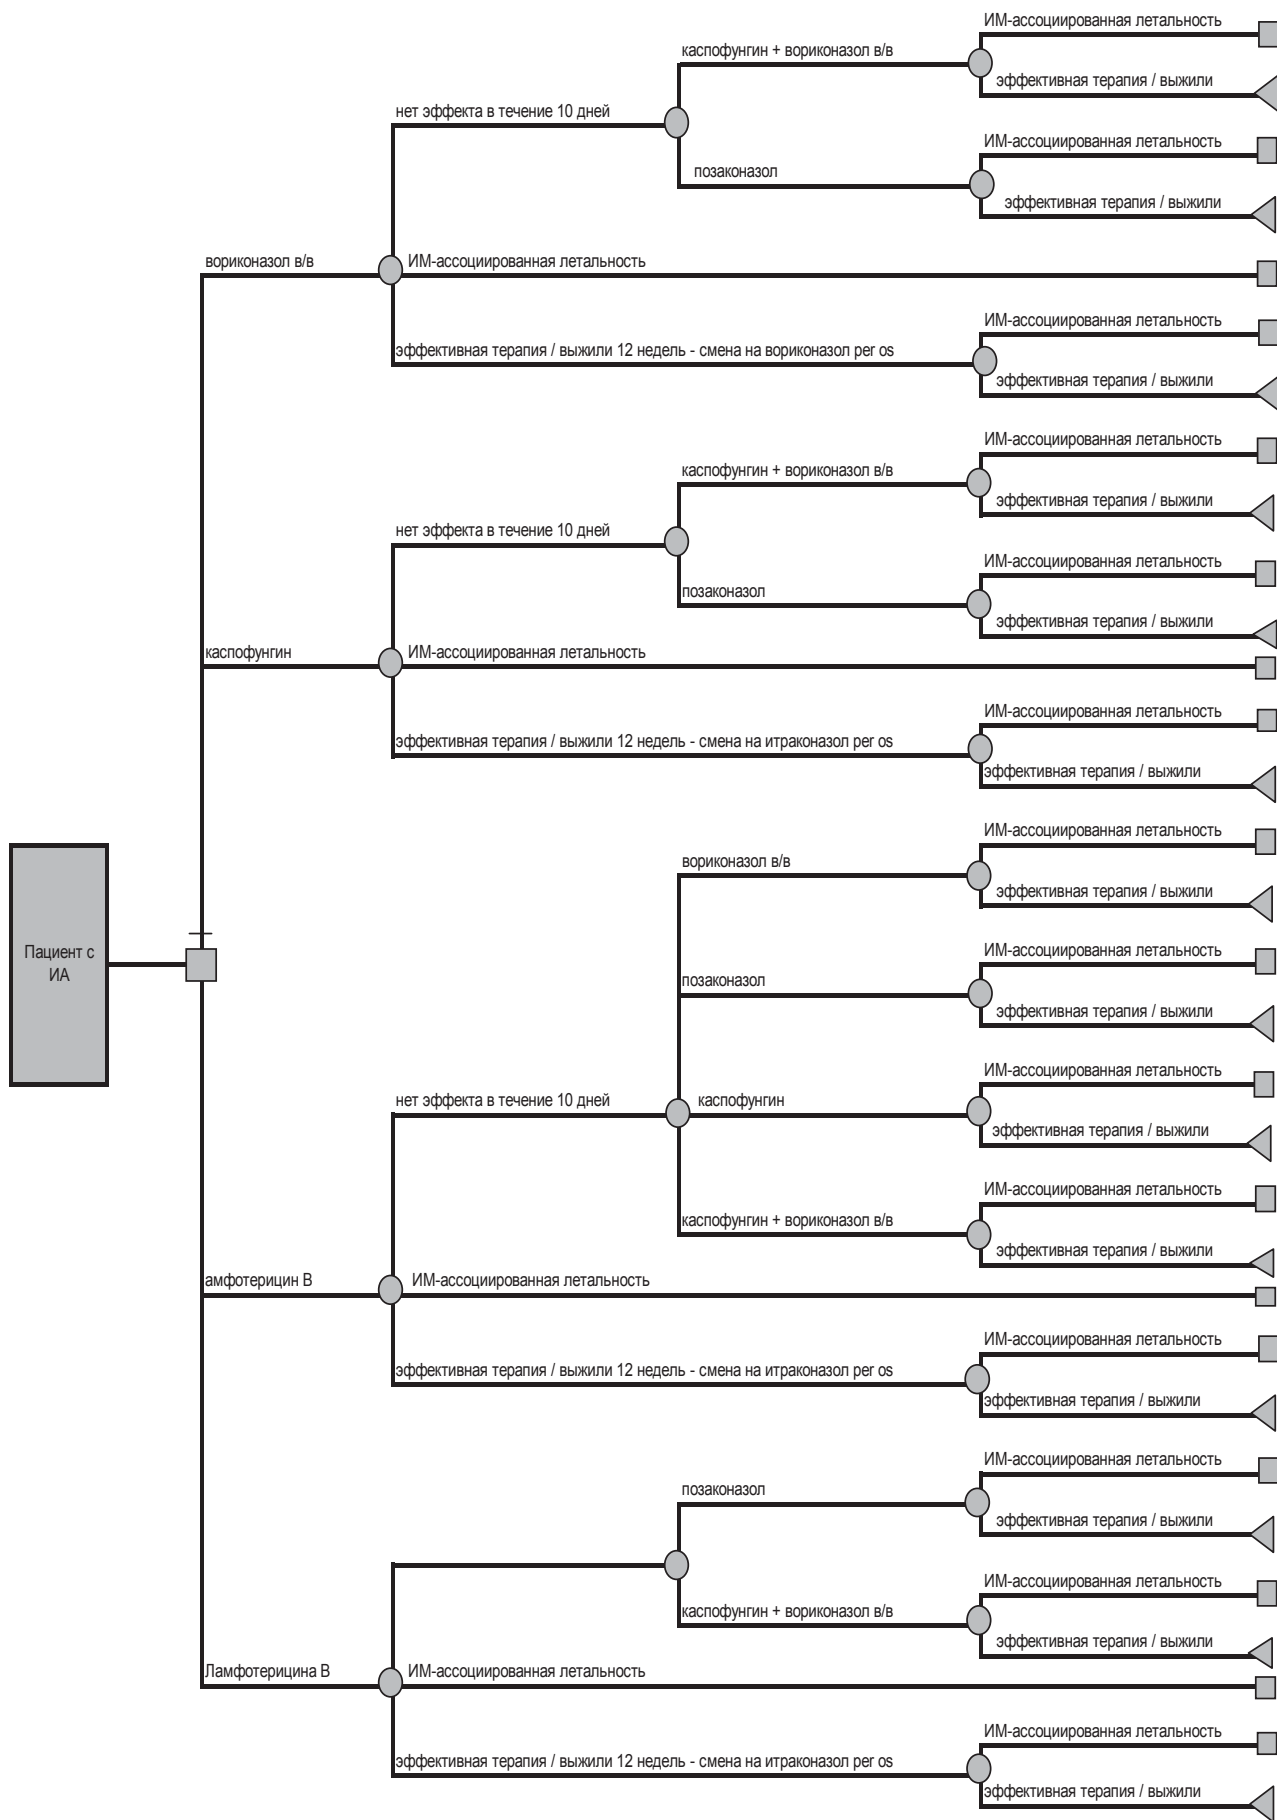 ИМ-ассоциированная летальность
каспофунгин + вориконазол в/в
эффективная терапия / выжили
нет эффекта в течение 10 дней
ИМ-ассоциированная летальность
позаконазол
эффективная терапия / выжили
вориконазол в/в
ИМ-ассоциированная летальность
ИМ-ассоциированная летальность
эффективная терапия / выжили 12 недель - смена на вориконазол per os
эффективная терапия / выжили
ИМ-ассоциированная летальность
каспофунгин + вориконазол в/в
эффективная терапия / выжили
нет эффекта в течение 10 дней
ИМ-ассоциированная летальность
позаконазол
эффективная терапия / выжили
каспофунгин
ИМ-ассоциированная летальность
ИМ-ассоциированная летальность
эффективная терапия / выжили 12 недель - смена на итраконазол per os
эффективная терапия / выжили
ИМ-ассоциированная летальность
вориконазол в/в
эффективная терапия / выжили
Пациент с
ИА
ИМ-ассоциированная летальность
позаконазол
эффективная терапия / выжили
ИМ-ассоциированная летальность
нет эффекта в течение 10 дней
каспофунгин
эффективная терапия / выжили
ИМ-ассоциированная летальность
каспофунгин + вориконазол в/в
эффективная терапия / выжили
амфотерицин В
ИМ-ассоциированная летальность
ИМ-ассоциированная летальность
эффективная терапия / выжили 12 недель - смена на итраконазол per os
эффективная терапия / выжили
ИМ-ассоциированная летальность
позаконазол
эффективная терапия / выжили
ИМ-ассоциированная летальность
каспофунгин + вориконазол в/в
эффективная терапия / выжили
Ламфотерицина В
ИМ-ассоциированная летальность
ИМ-ассоциированная летальность
эффективная терапия / выжили 12 недель - смена на итраконазол per os
эффективная терапия / выжили